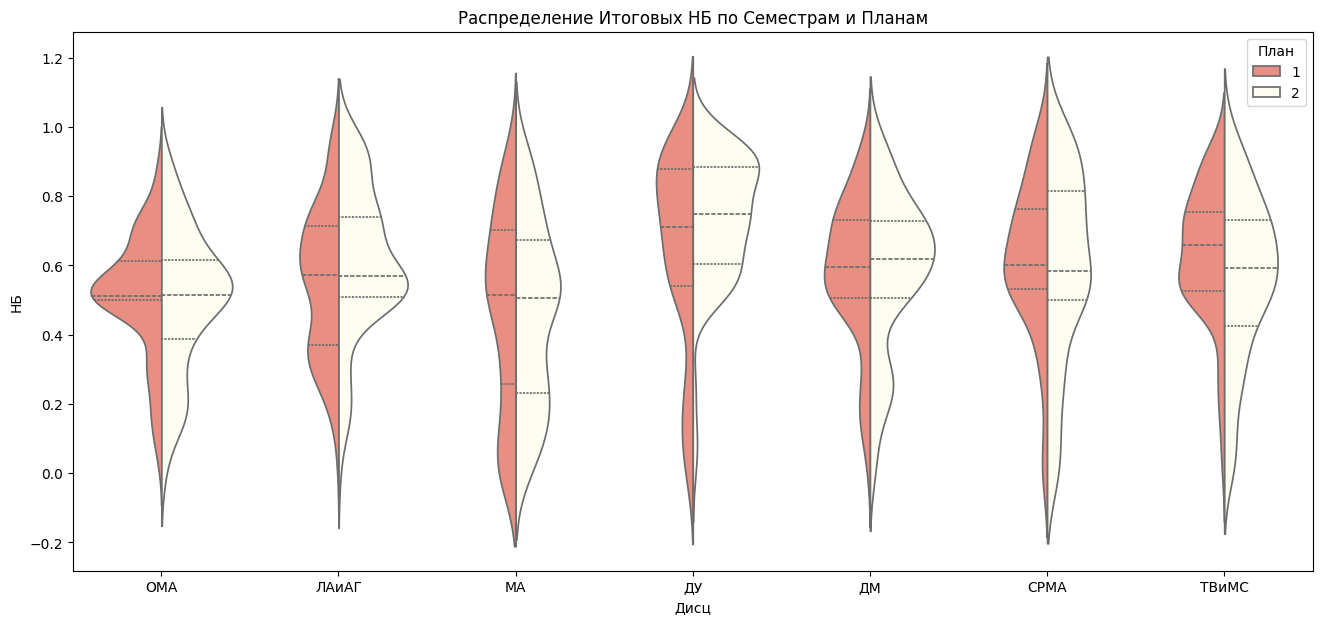 Распределение Итоговых НБ по Семестрам и Планам
План
1
2
НБ
1.2
1.0
0.8
0.6
0.4
0.2
0.0
−0.2
ОМА ЛАиАГ МА ДУ ДМ СРМА ТВиМС
Дисц